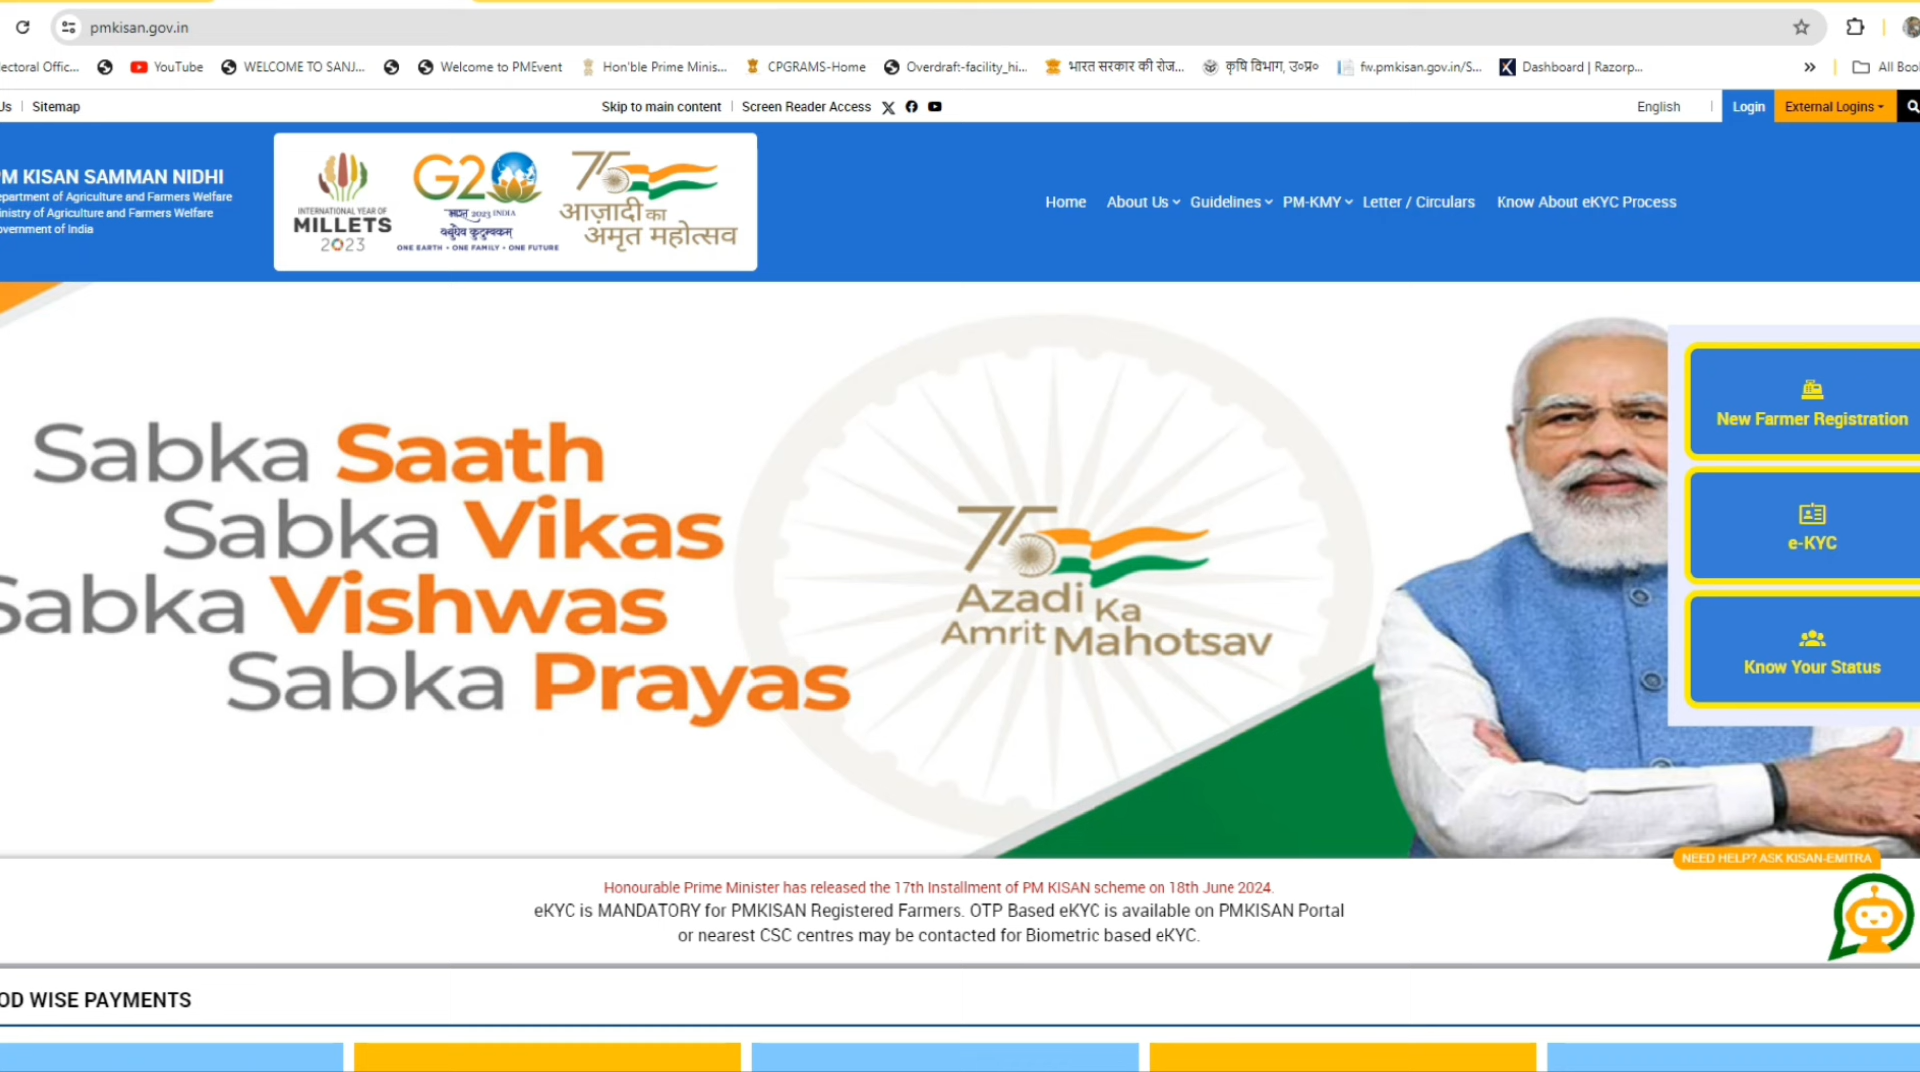 pmkisan.gov.in
ectoral Offic... YouTube WELCOME TO SANJ... Welcome to PMEvent Hon'ble Prime Minis... CPGRAMS-Home Overdraft-facility_hi... भारत सरकार की रोज... कृषि विभाग, उ०प्र० fw.pmkisan.gov.in/S... Dashboard | Razorp... » All Boo
Us | Sitemap Skip to main content | Screen Reader Access English | Login External Logins
PM KISAN SAMMAN NIDHI
epartment of Agriculture and Farmers Welfare
inistry of Agriculture and Farmers Welfare
overnment of India
INTERNATIONAL YEAR OF
MILLETS
2023
G20
भारत 2023 INDIA
वसुधैव कुटुम्बकम्
ONE EARTH • ONE FAMILY • ONE FUTURE
75
आज़ादी का
अमृत महोत्सव
Home About Us Guidelines PM-KMY Letter / Circulars Know About eKYC Process
Sabka Saath
Sabka Vikas
Sabka Vishwas
Sabka Prayas
75
Azadi Ka
Amrit Mahotsav
New Farmer Registration
e-KYC
Know Your Status
NEED HELP? ASK KISAN-EMITRA
Honourable Prime Minister has released the 17th Installment of PM KISAN scheme on 18th June 2024.
eKYC is MANDATORY for PMKISAN Registered Farmers. OTP Based eKYC is available on PMKISAN Portal
or nearest CSC centres may be contacted for Biometric based eKYC.
OD WISE PAYMENTS